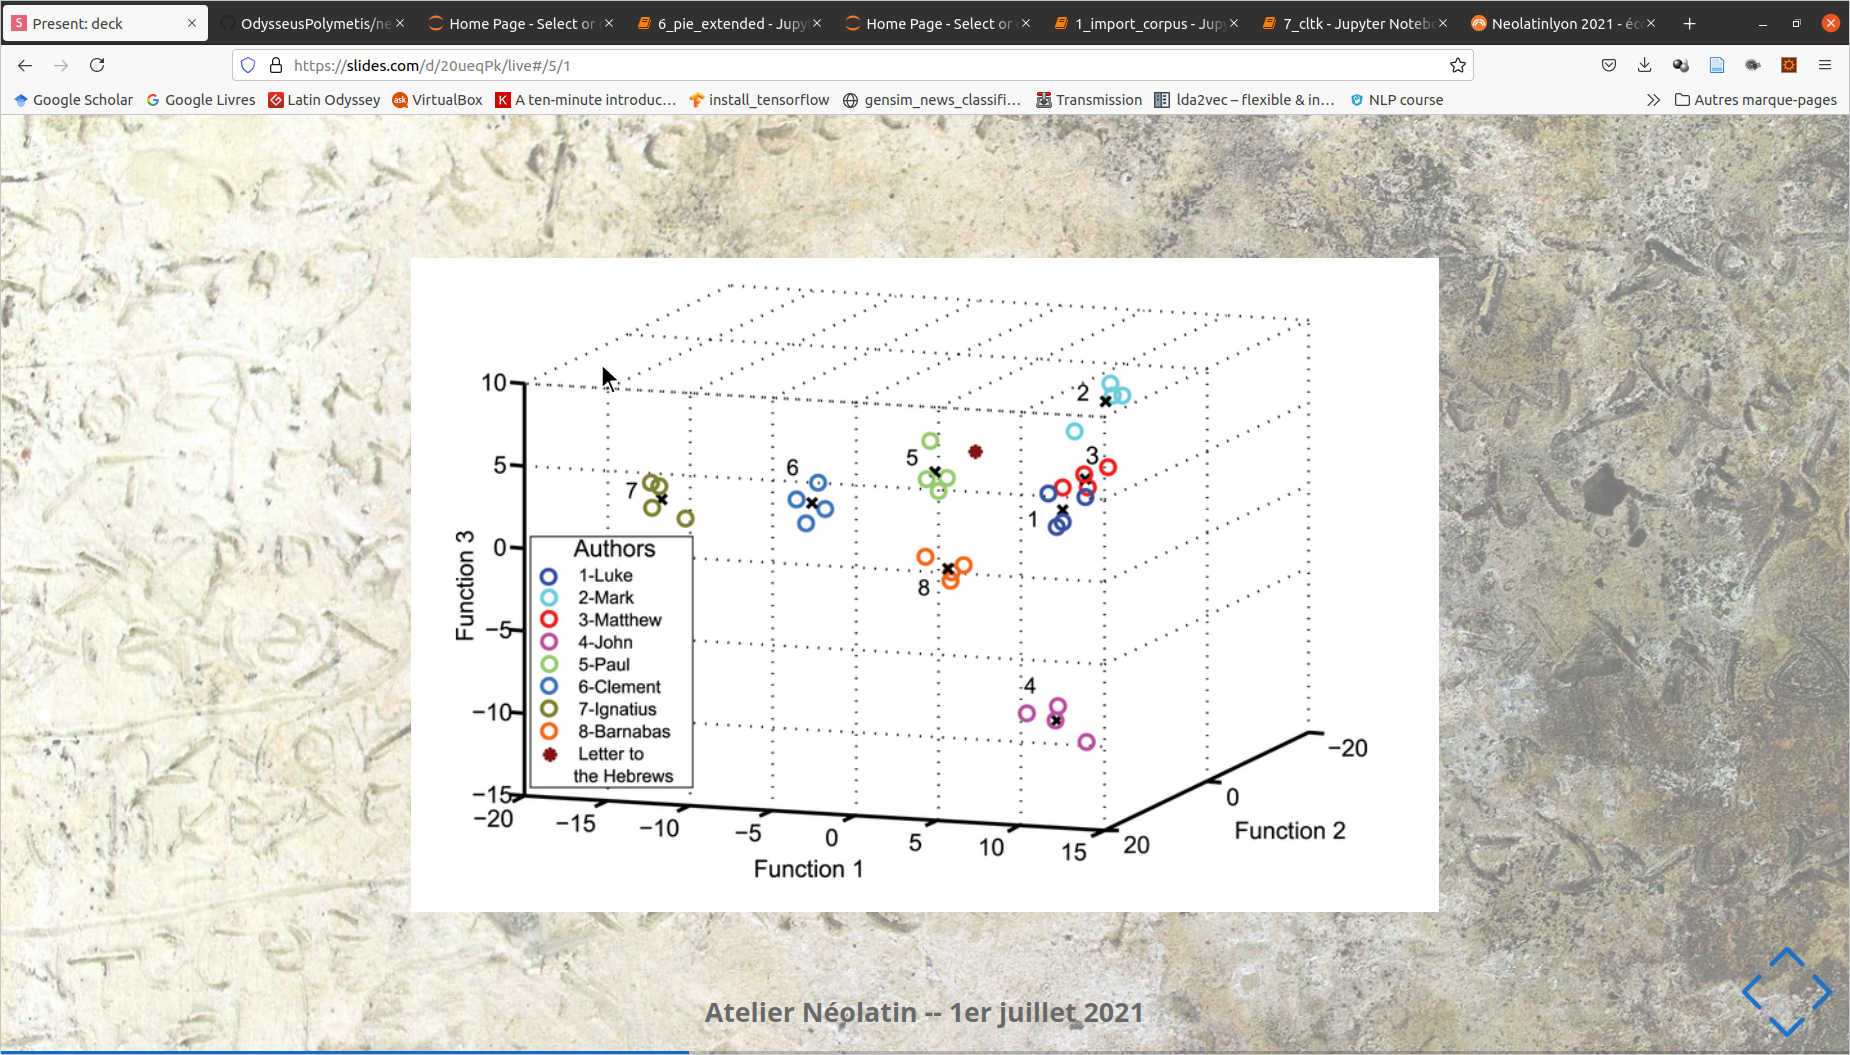 Present: deck
OdysseusPolymetis/ne
Home Page - Select or c
6_pie_extended - Jupy
Home Page - Select or c
1_import_corpus - Jup
7_cltk - Jupyter Notebo
Neolatinlyon 2021 - éc
https://slides.com/d/20ueqPk/live#/5/1
Google Scholar
Google Livres
Latin Odyssey
VirtualBox
A ten-minute introduc…
install_tensorflow
gensim_news_classifi…
Transmission
lda2vec – flexible & in…
NLP course
Autres marque-pages
10
5
0
−5
−10
−15
Function 3
2
3
5
6
7
1
8
4
Authors
1-Luke
2-Mark
3-Matthew
4-John
5-Paul
6-Clement
7-Ignatius
8-Barnabas
Letter to
the Hebrews
−20
−15
−10
−5
0
5
10
15
Function 1
20
0
−20
Function 2
Atelier Néolatin -- 1er juillet 2021